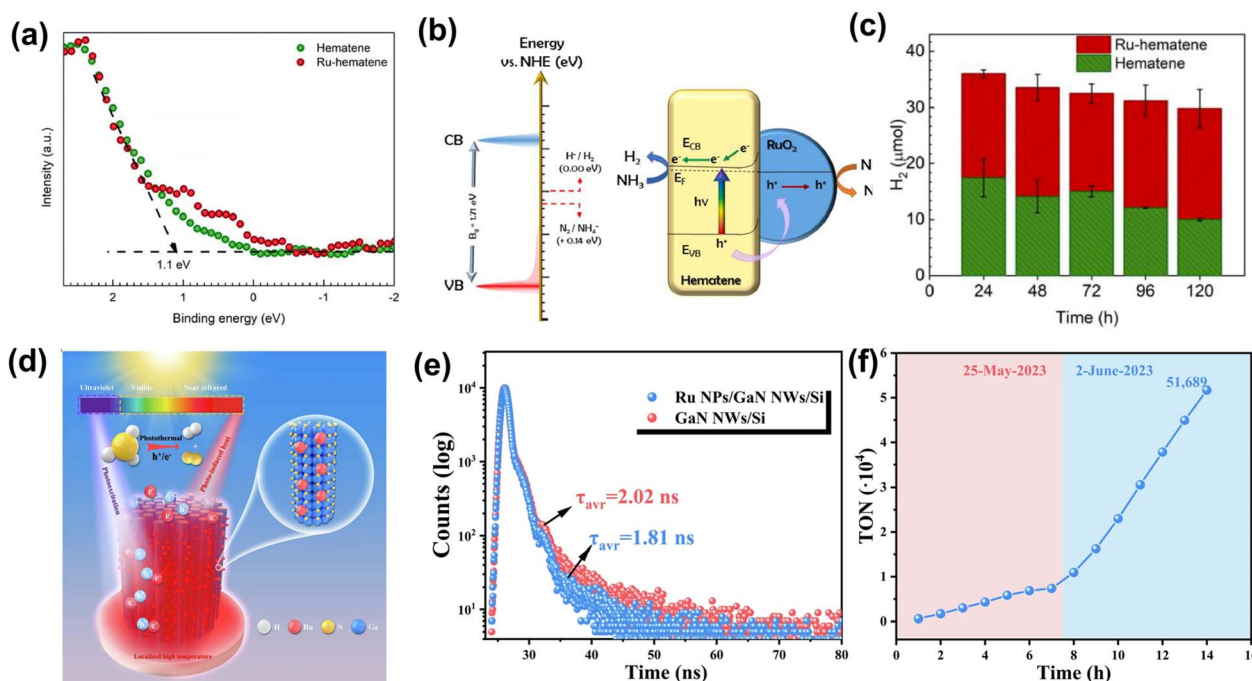 (a)
Hematene
Ru-hematene
Intensity (a.u.)
1.1 eV
2 1 0 -1 -2
Binding energy (eV)
(b)
Energy
vs. NHE (eV)
CB
H⁺/ H₂
(0.00 eV)
N₂ / NH₄⁻
(+ 0.14 eV)
VB
H₂
NH₃
E_CB
e⁻ e⁻ e⁻
E_F
hν
E_VB
h⁺
Hematene
RuO₂
h⁺ h⁺
N
N
(c)
Ru-hematene
Hematene
H₂ (μmol)
40
30
20
10
0
0 24 48 72 96 120
Time (h)
(d)
Ultraviolet Visible Near infrared
Photothermal
h⁺/e⁻
Photoexcitation
Photo-induced heat
Localized high temperature
H Ru N Ga
(e)
Ru NPs/GaN NWs/Si
GaN NWs/Si
τavr=2.02 ns
τavr=1.81 ns
Counts (log)
10⁴
10³
10²
10¹
30 40 50 60 70 80
Time (ns)
(f)
25-May-2023 2-June-2023
51,689
TON (·10⁴)
6
5
4
3
2
1
0
0 2 4 6 8 10 12 14 16
Time (h)